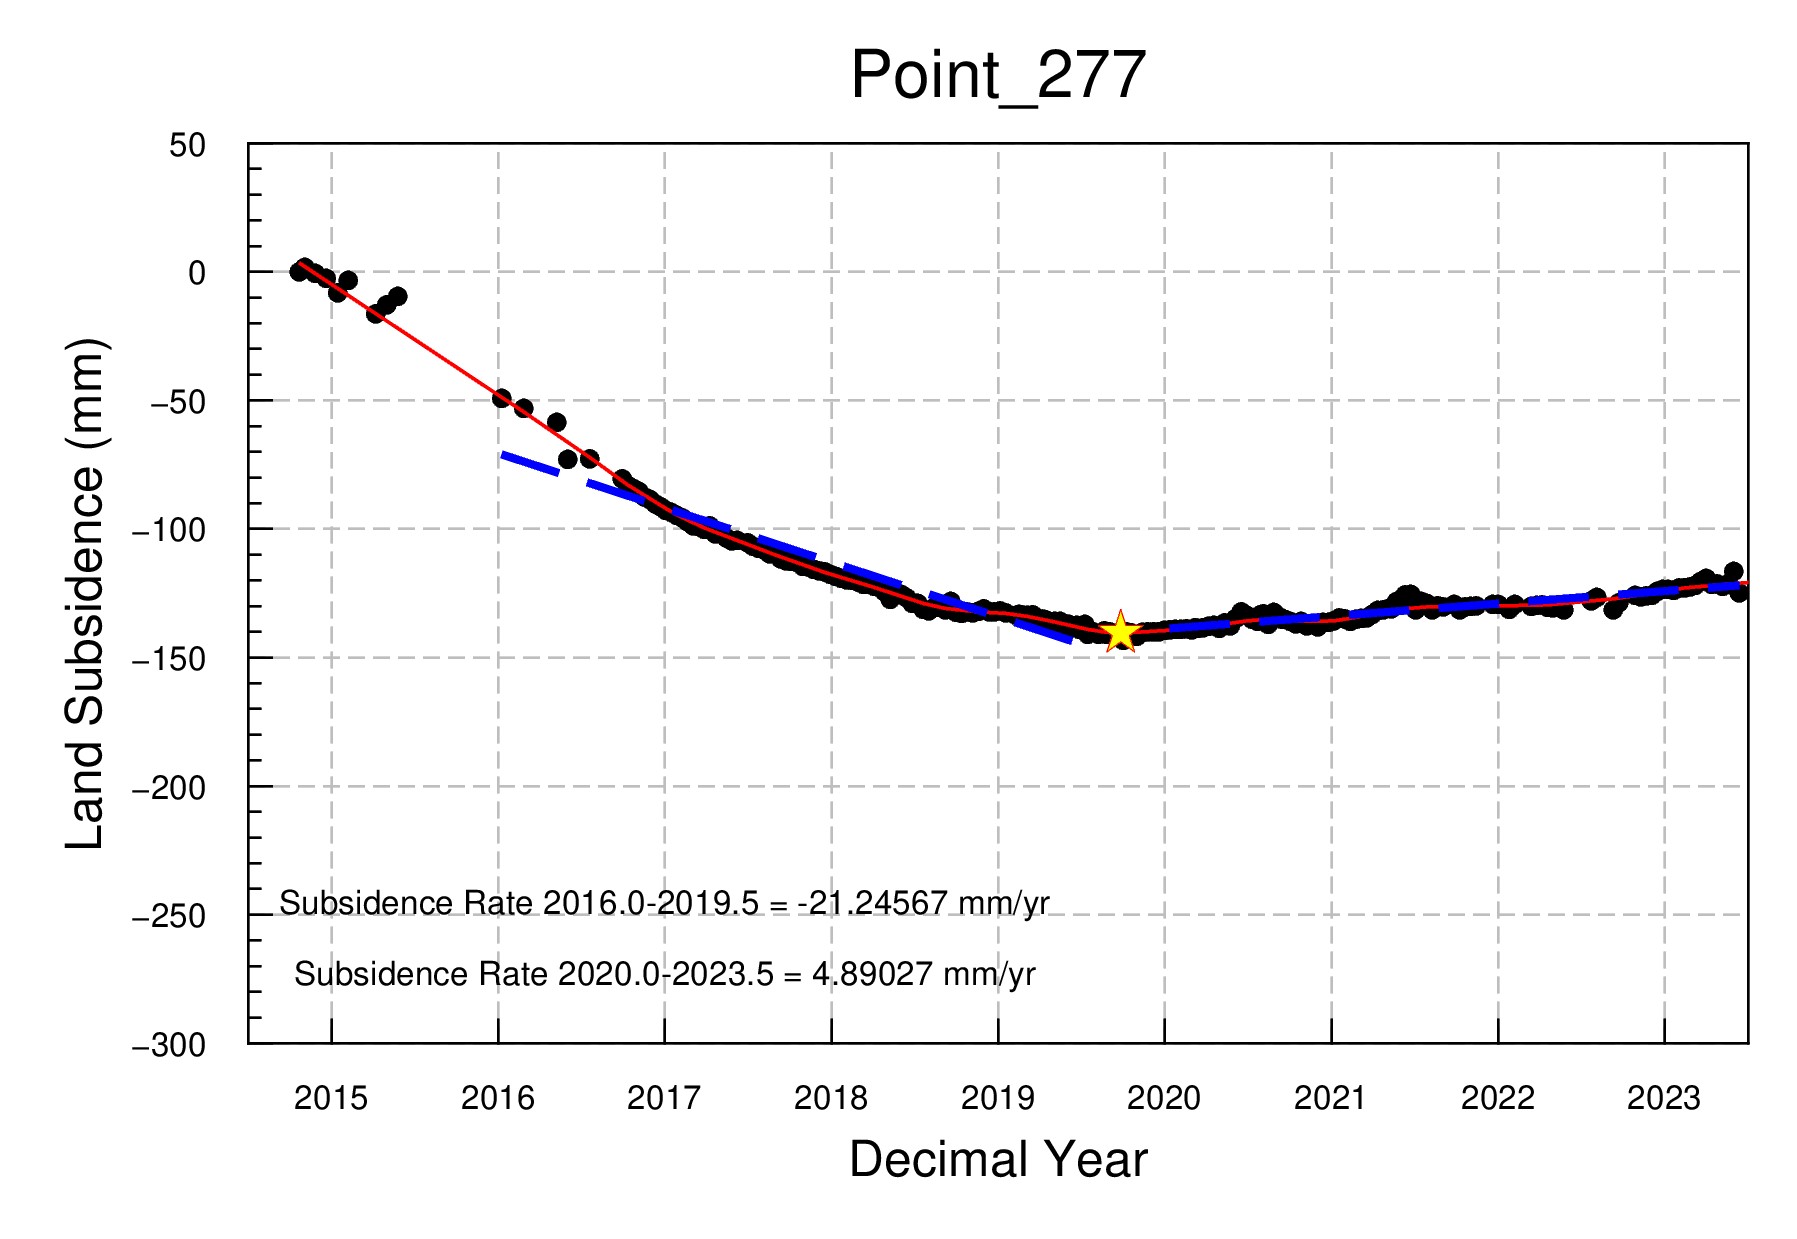 Point_277
50
0
−50
−100
−150
−200
−250
−300
Land Subsidence (mm)
Subsidence Rate 2016.0-2019.5 = -21.24567 mm/yr
Subsidence Rate 2020.0-2023.5 = 4.89027 mm/yr
2015 2016 2017 2018 2019 2020 2021 2022 2023
Decimal Year